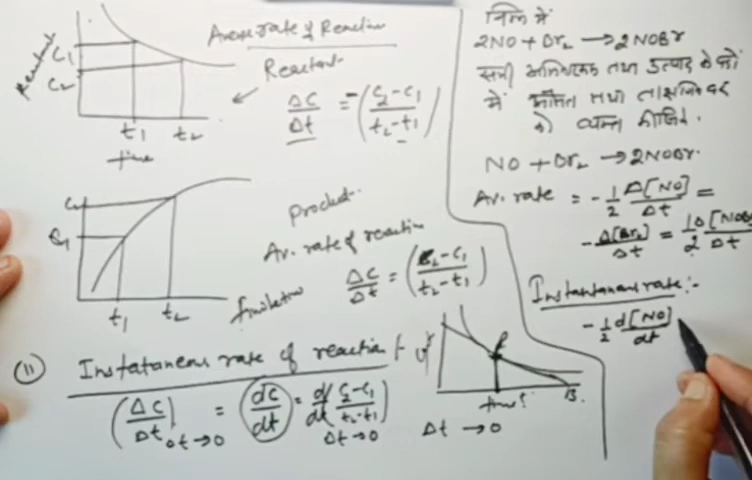 Reactant
C1
C2
t1 t2
time
Average rate of Reaction
Reactant
ΔC/Δt = -(C2-C1/t2-t1)
C1
t1 t2
Product
Av. rate of reaction
ΔC/Δt = (C2-C1/t2-t1)
(ii) Instataneous rate of reaction
(ΔC/Δt)Δt→0 = (dC/dt) = d/dt C2-C1/t2-t1)
Δt→0
Δt →0
time
B.
में
2NO + Br2 → 2NOBr
सभी तथा उत्पाद के
में औसत तथा
को व्यक्त कीजिए.
NO + Br2 → 2NOBr.
Av. rate = -1/2 Δ[NO]/Δt =
-Δ[Br2]/Δt = 1/2 Δ[NOB/Δt
Instantaneous rate:-
-1/2 d[NO]/dt